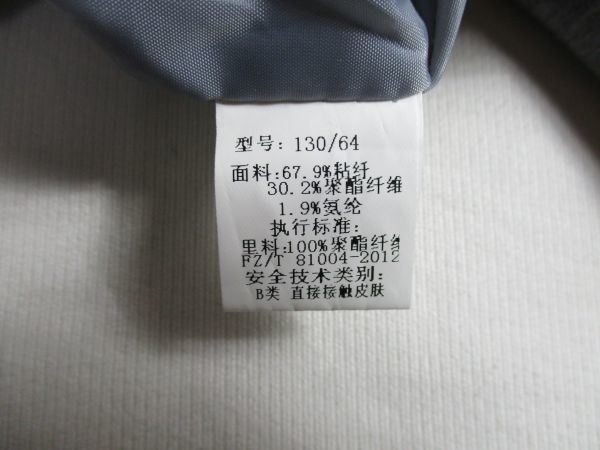 型号: 130/64
面料:67.9%粘纤
30.2%聚酯纤维
1.9%氨纶
执行标准:
里料:100%聚酯纤维
FZ/T 81004-2012
安全技术类别:
B类 直接接触皮肤